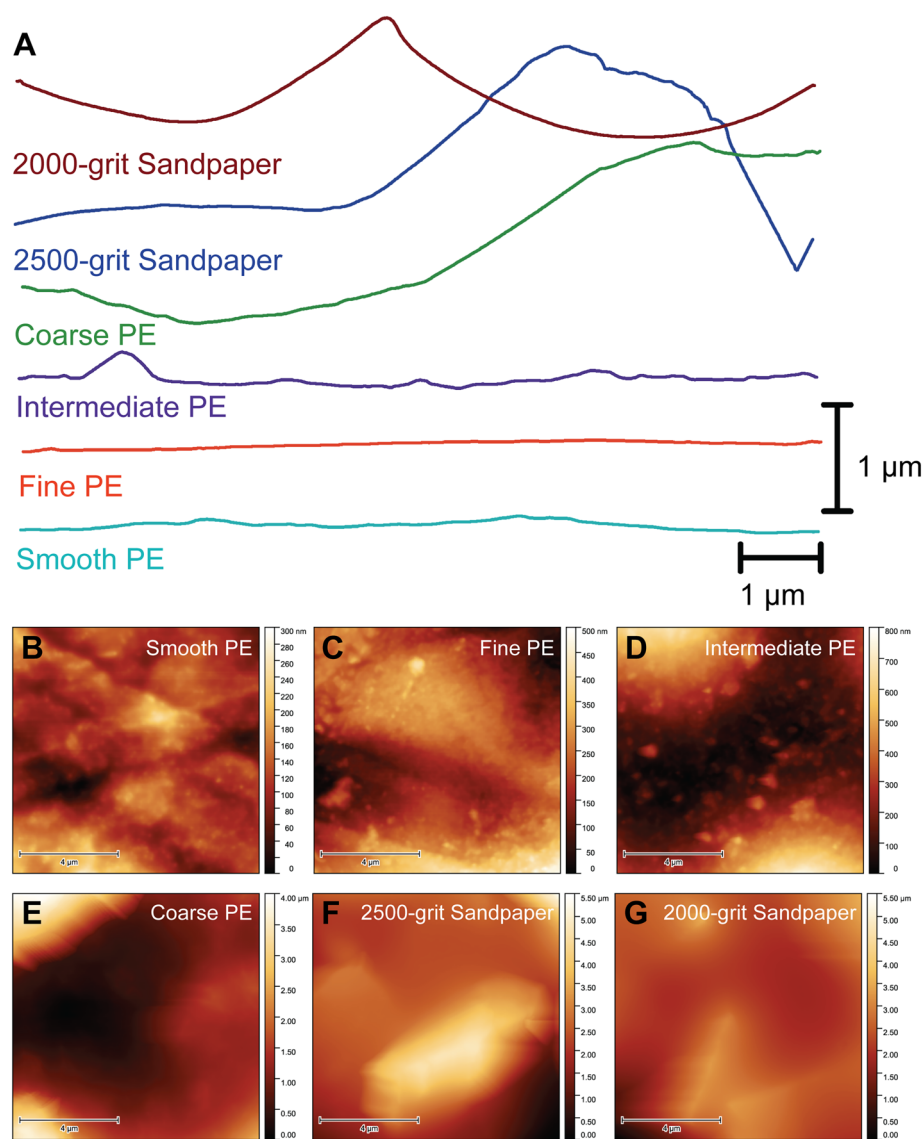 A
2000-grit Sandpaper
2500-grit Sandpaper
Coarse PE
Intermediate PE
Fine PE
Smooth PE
1 µm
1 µm
B
Smooth PE
4 µm
300 nm
280
260
240
220
200
180
160
140
120
100
80
60
40
20
0
C
Fine PE
4 µm
500 nm
450
400
350
300
250
200
150
100
50
0
D
Intermediate PE
4 µm
800 nm
700
600
500
400
300
200
100
0
E
Coarse PE
4 µm
4.00 µm
3.50
3.00
2.50
2.00
1.50
1.00
0.50
0.00
F
2500-grit Sandpaper
4 µm
5.50 µm
5.00
4.50
4.00
3.50
3.00
2.50
2.00
1.50
1.00
0.50
0.00
G
2000-grit Sandpaper
4 µm
5.50 µm
5.00
4.50
4.00
3.50
3.00
2.50
2.00
1.50
1.00
0.50
0.00